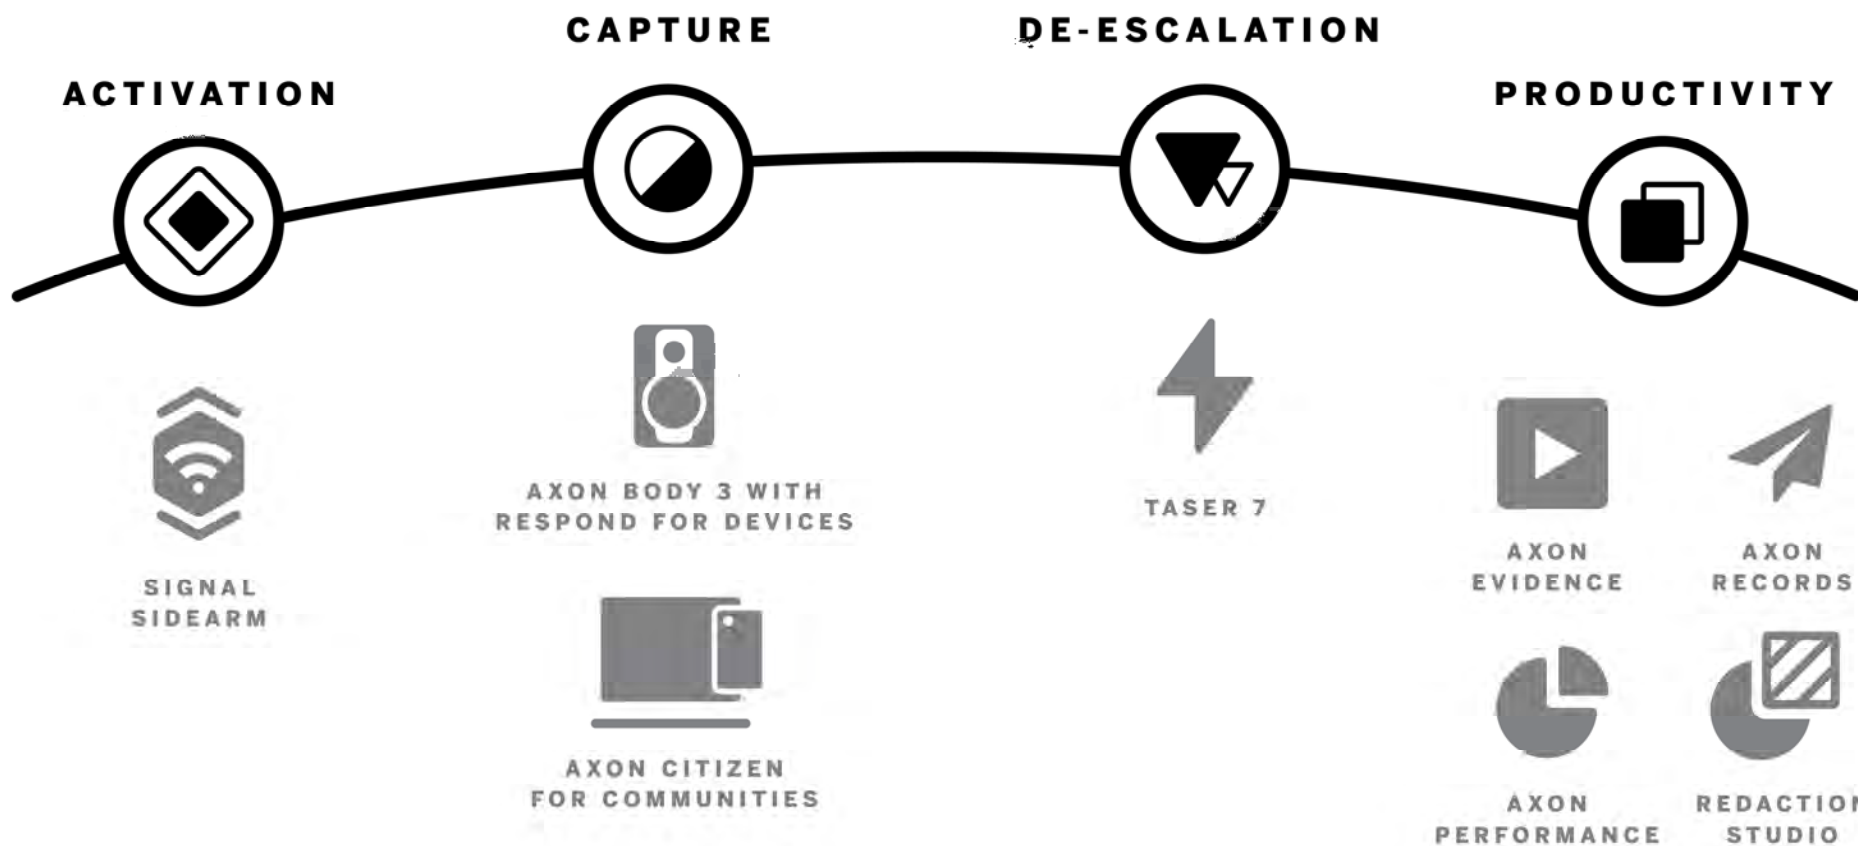 ACTIVATION
CAPTURE
DE-ESCALATION
PRODUCTIVITY
SIGNAL
SIDEARM
AXON BODY 3 WITH
RESPOND FOR DEVICES
AXON CITIZEN
FOR COMMUNITIES
TASER 7
AXON
EVIDENCE
AXON
RECORDS
AXON
PERFORMANCE
REDACTION
STUDIO